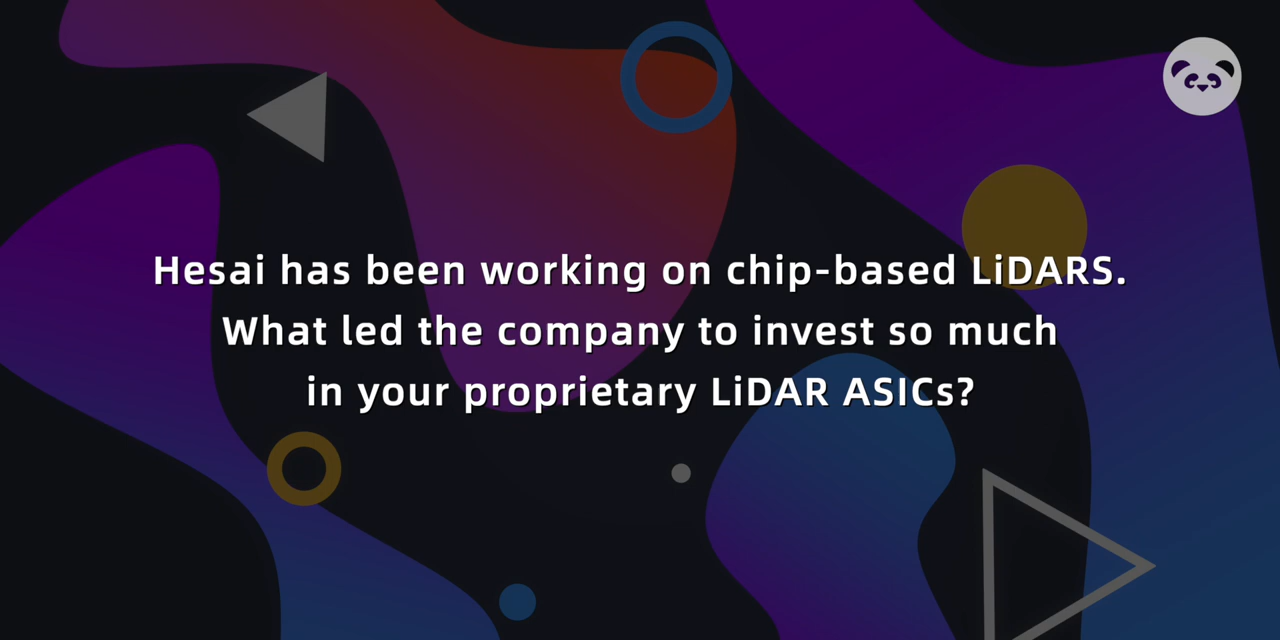 Hesai has been working on chip-based LiDARS.
What led the company to invest so much
in your proprietary LiDAR ASICs?